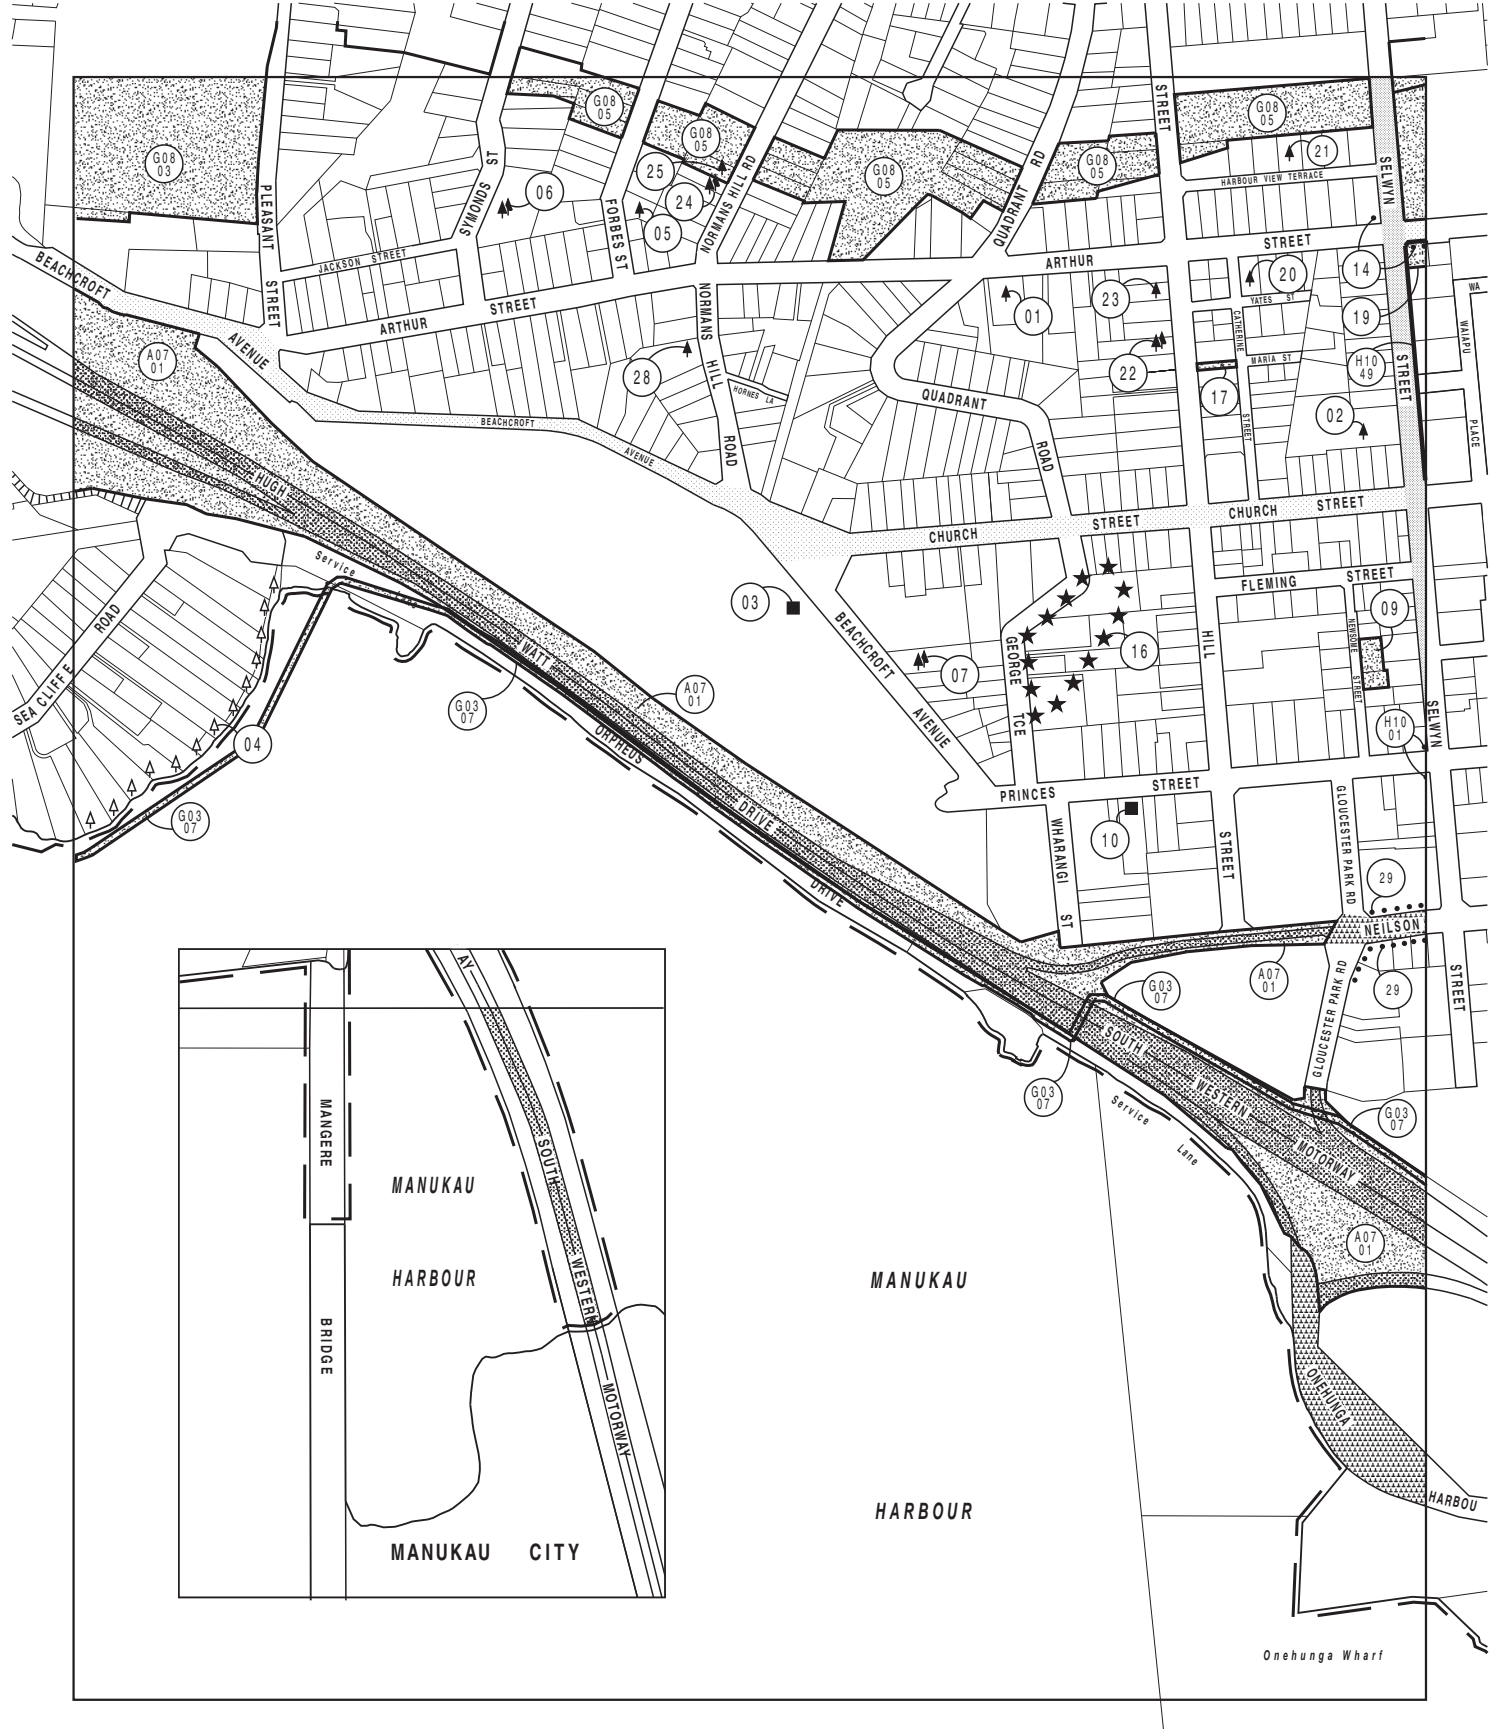 STREET
G08
05
G08
05
G08
05
G08
03
G08
05
G08
05
21
25
24
06
05
HARBOUR VIEW TERRACE
SELWYN
PLEASANT
STREET
SYMONDS ST
FORBES ST
NORMANS HILL RD
QUADRANT RD
JACKSON STREET
ARTHUR STREET
ARTHUR STREET
BEACHCROFT
AVENUE
14
20
23
01
19
YATES ST
CATHERINE
STREET
MARIA ST
WA
WAIAPU
PLACE
H10
49
STREET
A07
01
28
22
17
02
NORMANS
HILL
ROAD
HORNES LA
QUADRANT
ROAD
BEACHCROFT
AVENUE
CHURCH STREET
CHURCH STREET
HUGH
WATT
DRIVE
Service
SEA CLIFFE ROAD
FLEMING STREET
03
BEACHCROFT
AVENUE
07
GEORGE
TCE
16
HILL
STREET
NEWSOME
STREET
09
SELWYN
STREET
H10
01
G03
07
A07
01
04
G03
07
ORPHEUS
DRIVE
PRINCES STREET
10
WHARANGI
ST
GLOUCESTER PARK RD
29
NEILSON
A07
01
29
GLOUCESTER PARK RD
G03
07
G03
07
G03
07
SOUTH
WESTERN
MOTORWAY
Service
Lane
A07
01
AY
SOUTH
WESTERN
MOTORWAY
MANGERE
BRIDGE
MANUKAU
HARBOUR
MANUKAU CITY
MANUKAU
HARBOUR
ONEHUNGA
HARBOU
Onehunga Wharf